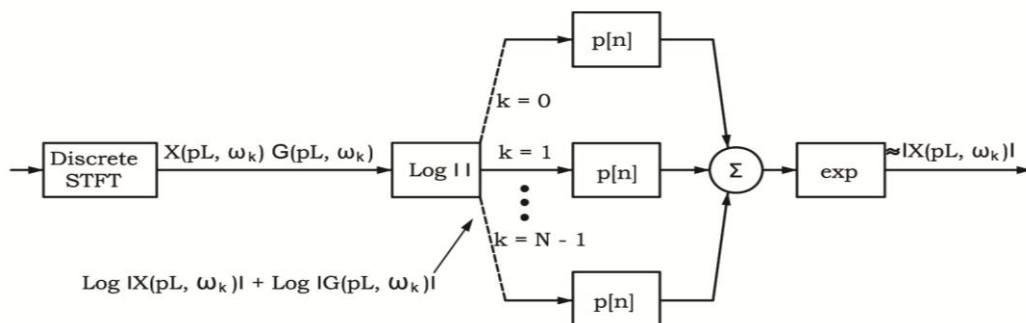 p[n]
k = 0
Discrete
STFT
X(pL, ωk) G(pL, ωk)
Log | |
k = 1
p[n]
Σ
exp
≈|X(pL, ωk)|
k = N - 1
Log |X(pL, ωk)| + Log |G(pL, ωk)|
p[n]